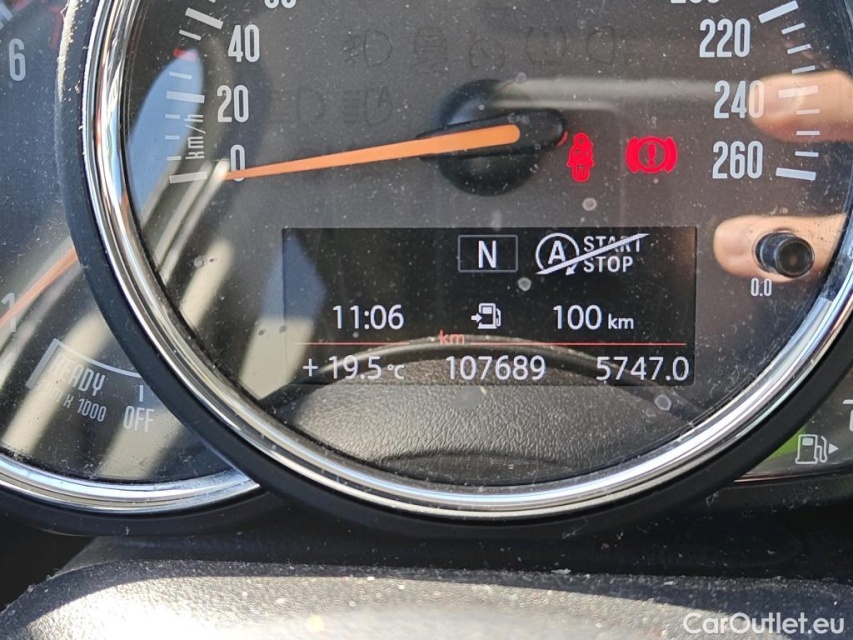 6
40
20
0
km/h
220
240
260
N
A START
STOP
0.0
11:06
100 km
km
+ 19.5 °C
107689
5747.0
1
READY
x 1000
OFF
CarOutlet.eu